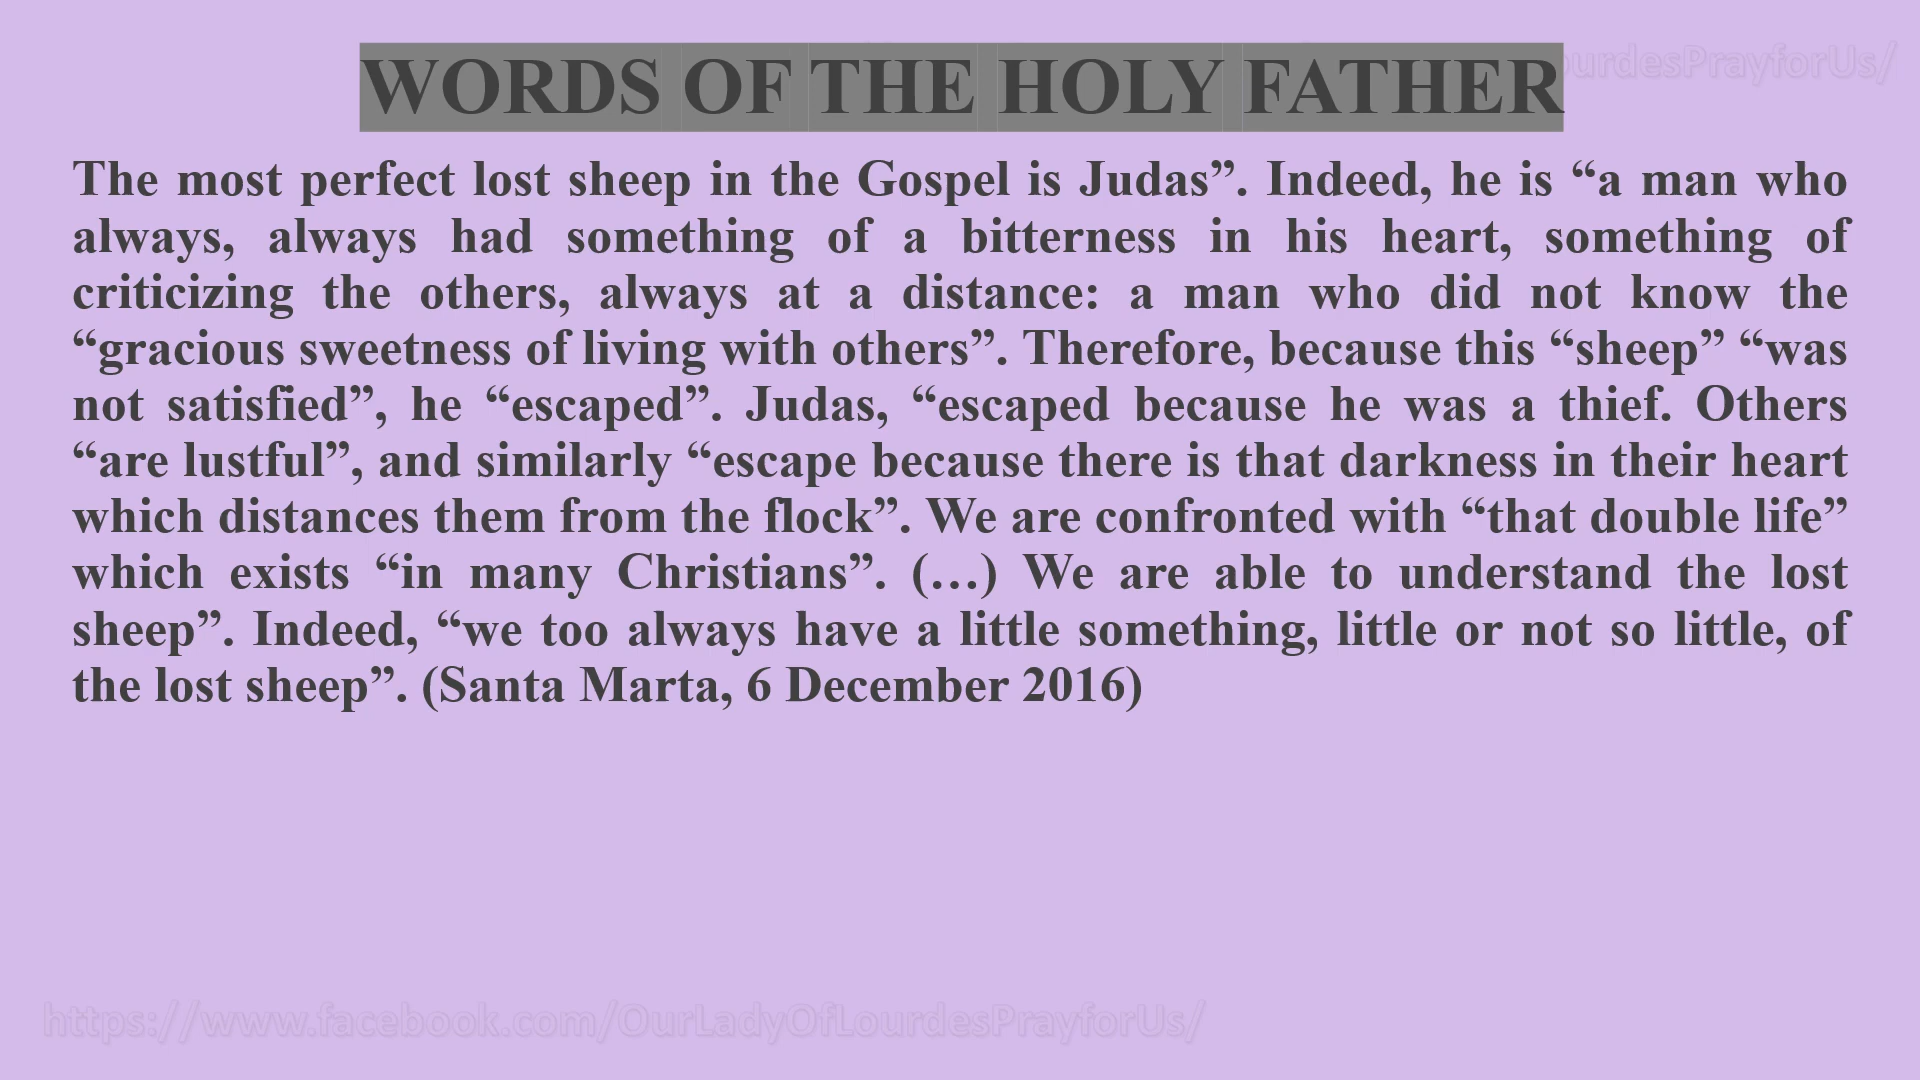 WORDS OF THE HOLY FATHER
ourdesPrayforUs/
The most perfect lost sheep in the Gospel is Judas”. Indeed, he is “a man who
always, always had something of a bitterness in his heart, something of
criticizing the others, always at a distance: a man who did not know the
“gracious sweetness of living with others”. Therefore, because this “sheep” “was
not satisfied”, he “escaped”. Judas, “escaped because he was a thief. Others
“are lustful”, and similarly “escape because there is that darkness in their heart
which distances them from the flock”. We are confronted with “that double life”
which exists “in many Christians”. (…) We are able to understand the lost
sheep”. Indeed, “we too always have a little something, little or not so little, of
the lost sheep”. (Santa Marta, 6 December 2016)
https://www.facebook.com/OurLadyOfLourdesPrayforUs/